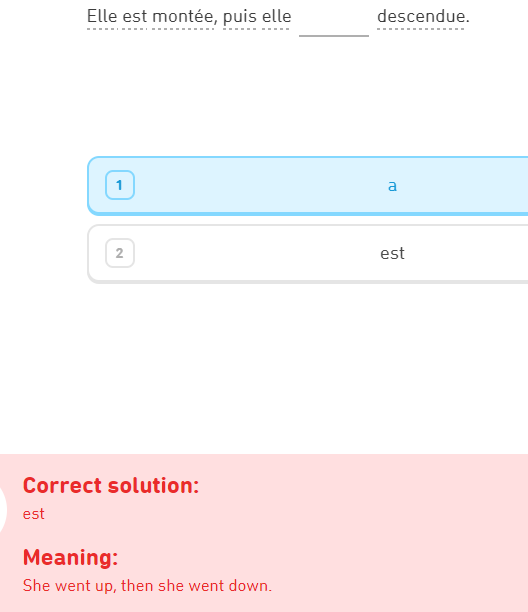 Elle est montée, puis elle ______ descendue.
1 a
2 est
Correct solution:
est
Meaning:
She went up, then she went down.